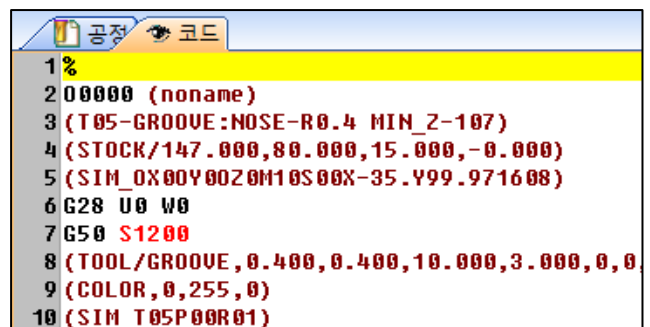 공정 코드
1 %
2 O0000 (noname)
3 (T05-GROOVE:NOSE-R0.4 MIN_Z-107)
4 (STOCK/147.000,80.000,15.000,-0.000)
5 (SIM_OX0OY0OZ0M10S00X-35.Y99.971608)
6 G28 U0 W0
7 G50 S1200
8 (TOOL/GROOVE,0.400,0.400,10.000,3.000,0,0,
9 (COLOR,0,255,0)
10 (SIM T05P00R01)